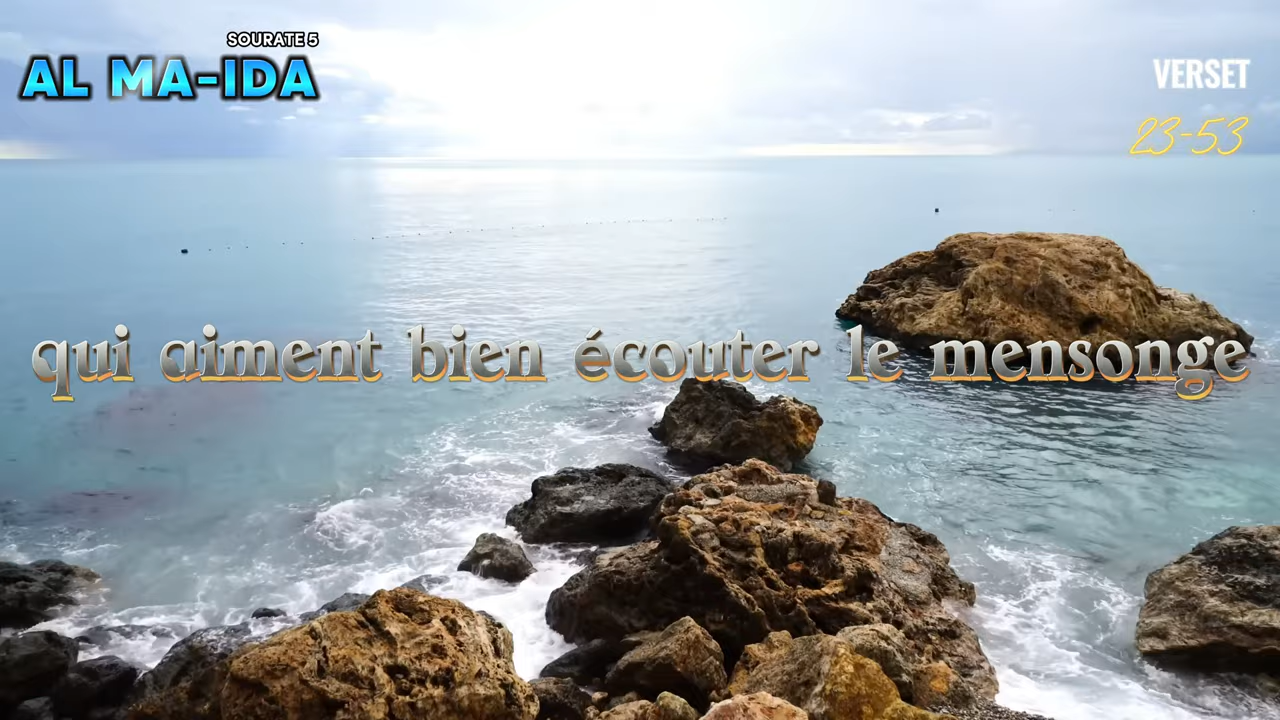 SOURATE 5
AL MA-IDA
VERSET
23-53
qui aiment bien écouter le mensonge